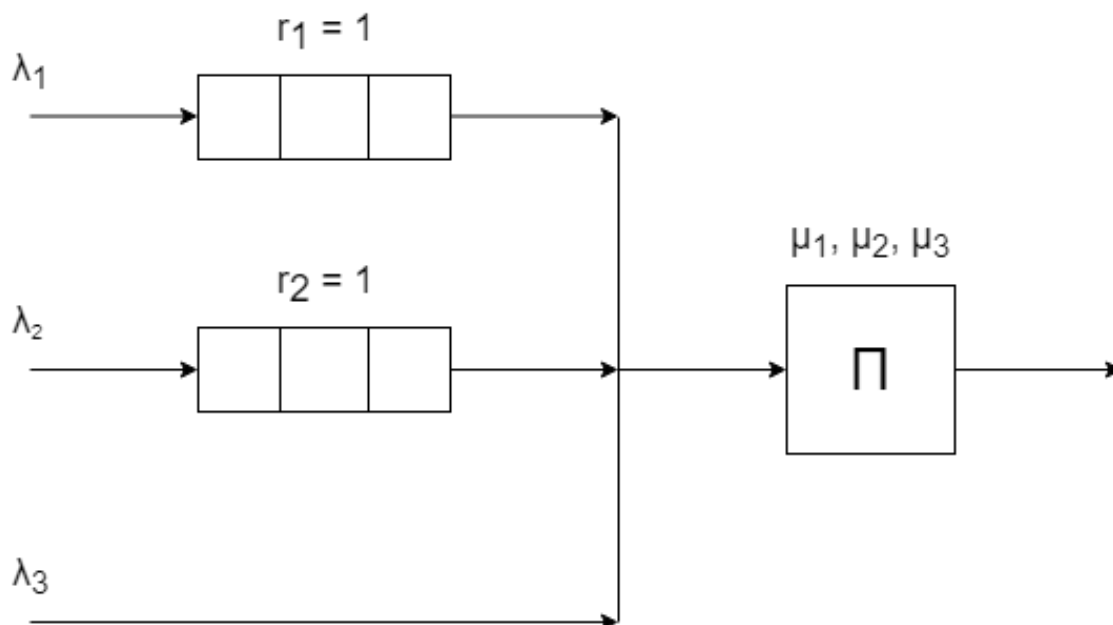 r₁ = 1
λ₁
r₂ = 1
λ₂
μ₁, μ₂, μ₃
П
λ₃